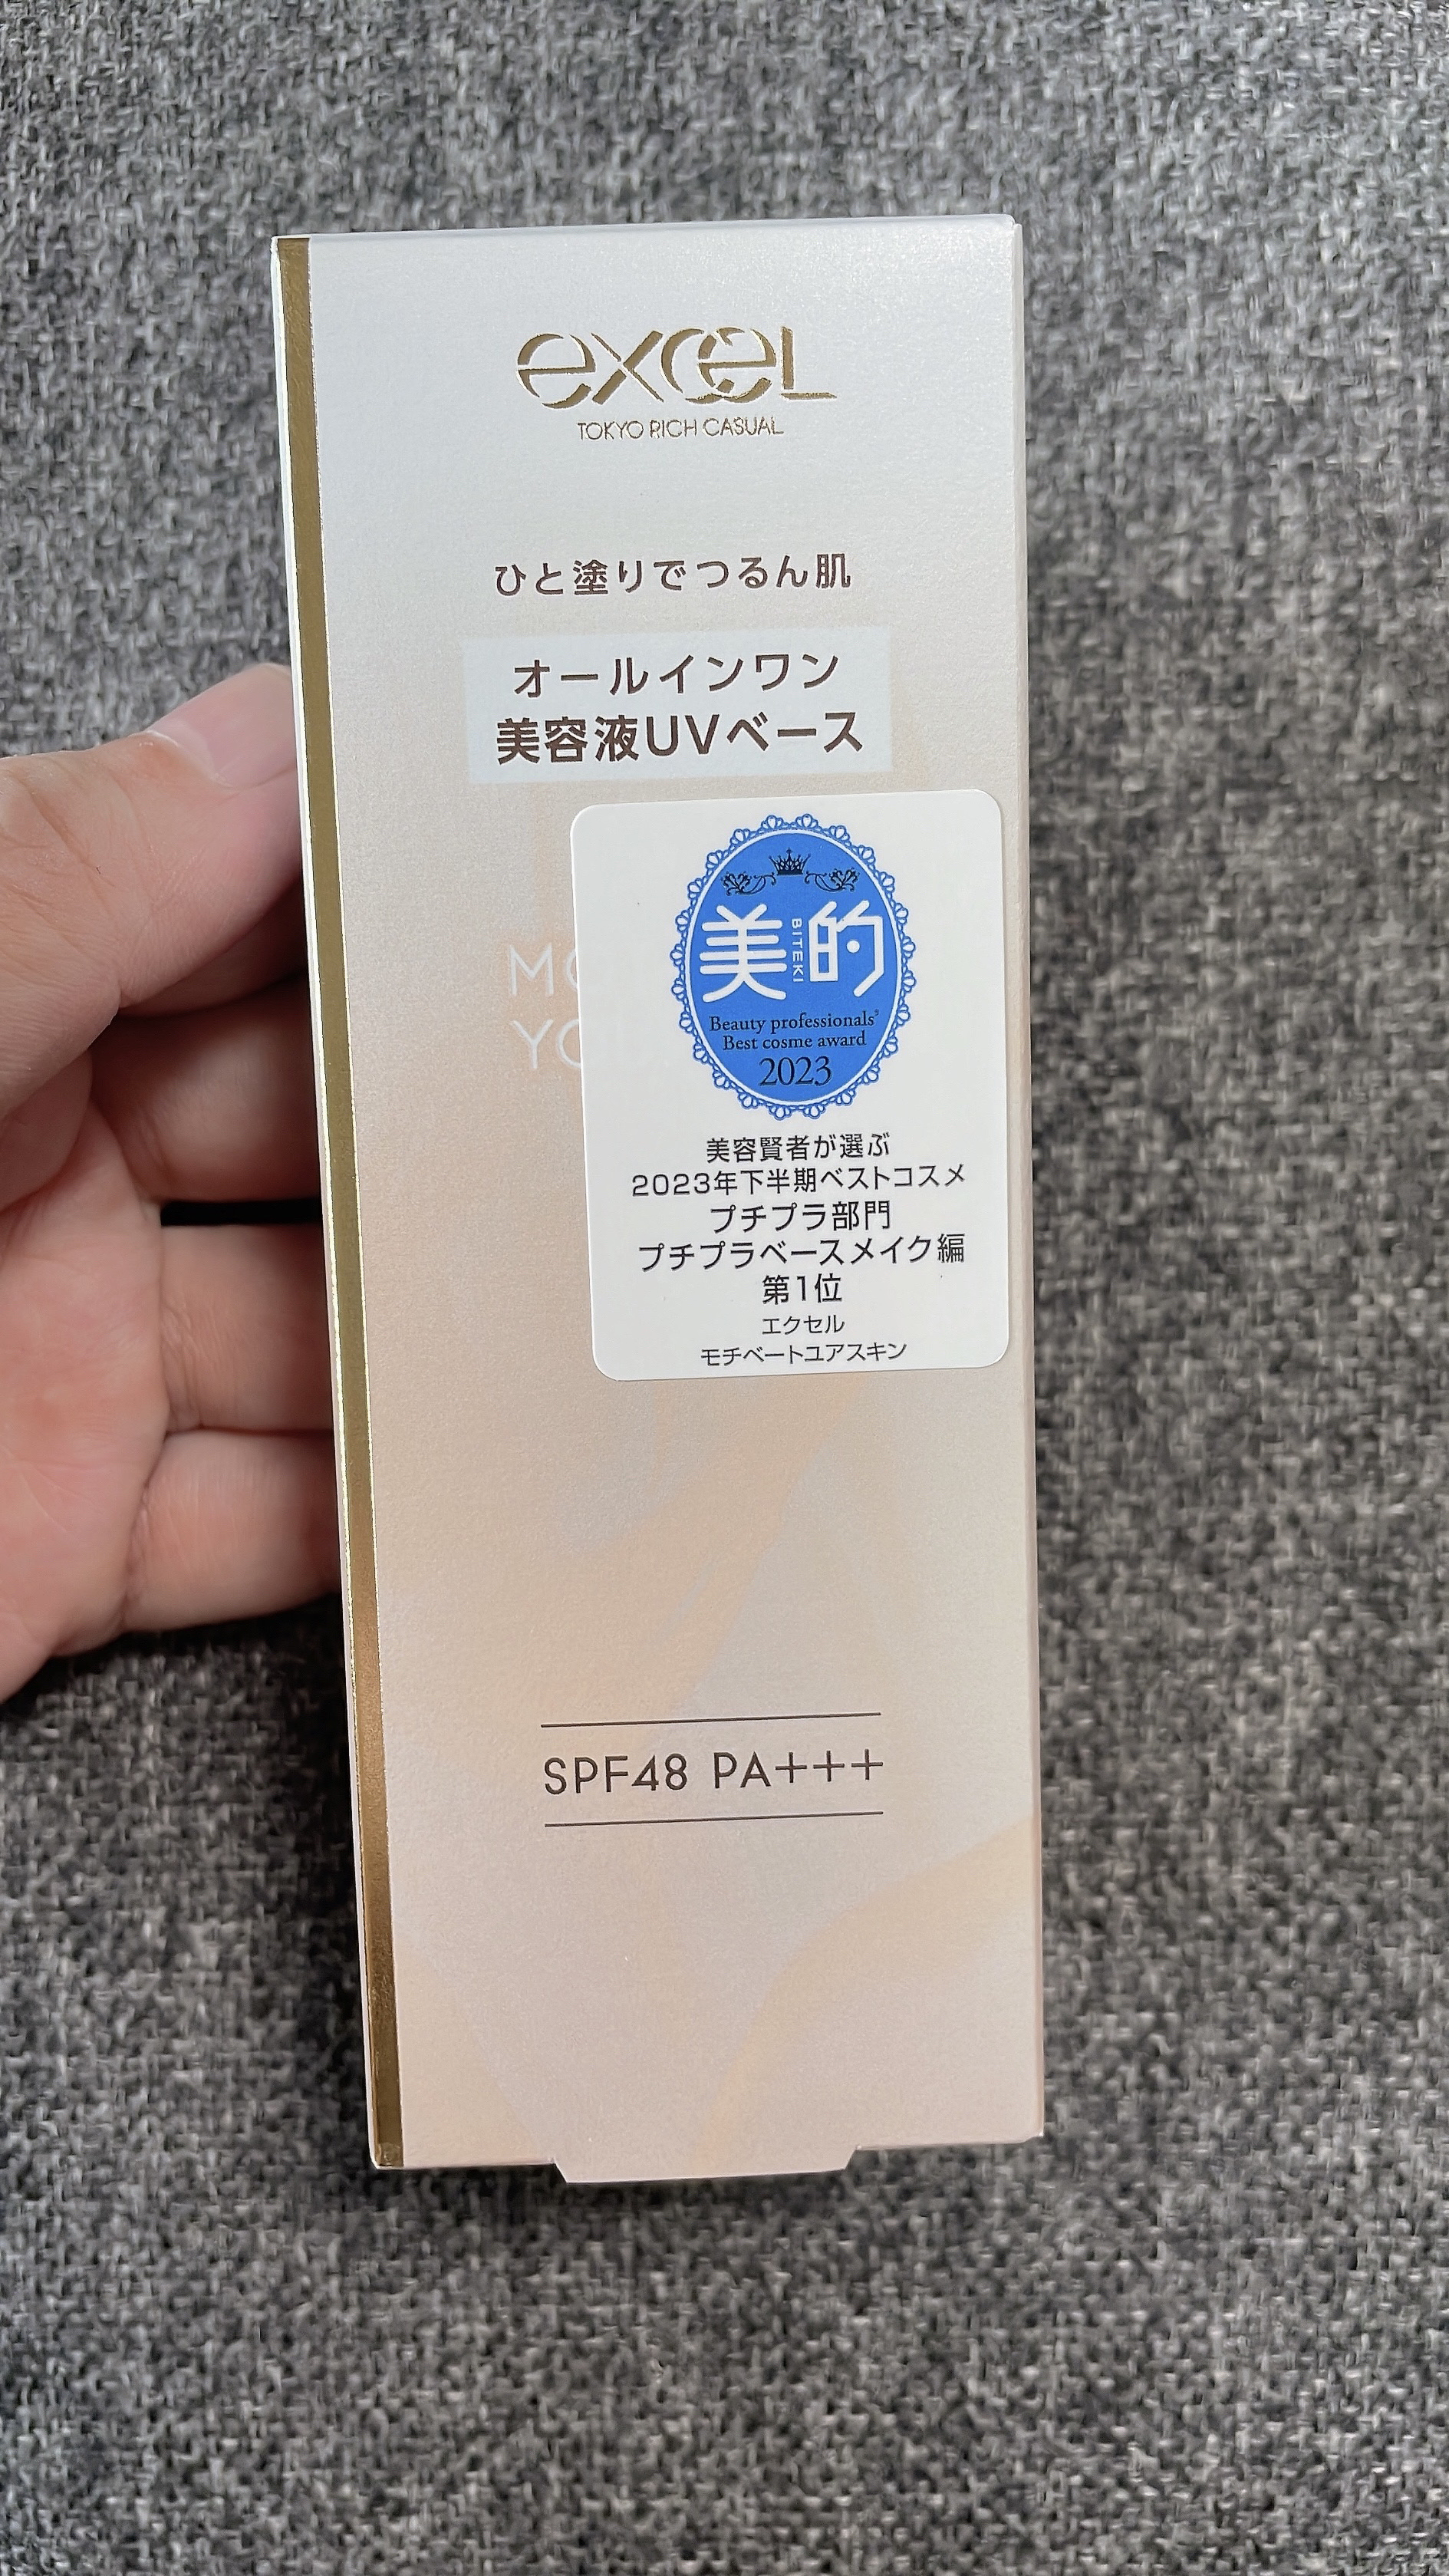 excel
TOKYO RICH CASUAL
ひと塗りでつるん肌
オールインワン
美容液UVベース
美的
BITEKI
Beauty professionals'
Best cosme award
2023
美容賢者が選ぶ
2023年下半期ベストコスメ
プチプラ部門
プチプラベースメイク編
第1位
エクセル
モチベートユアスキン
SPF48 PA+++